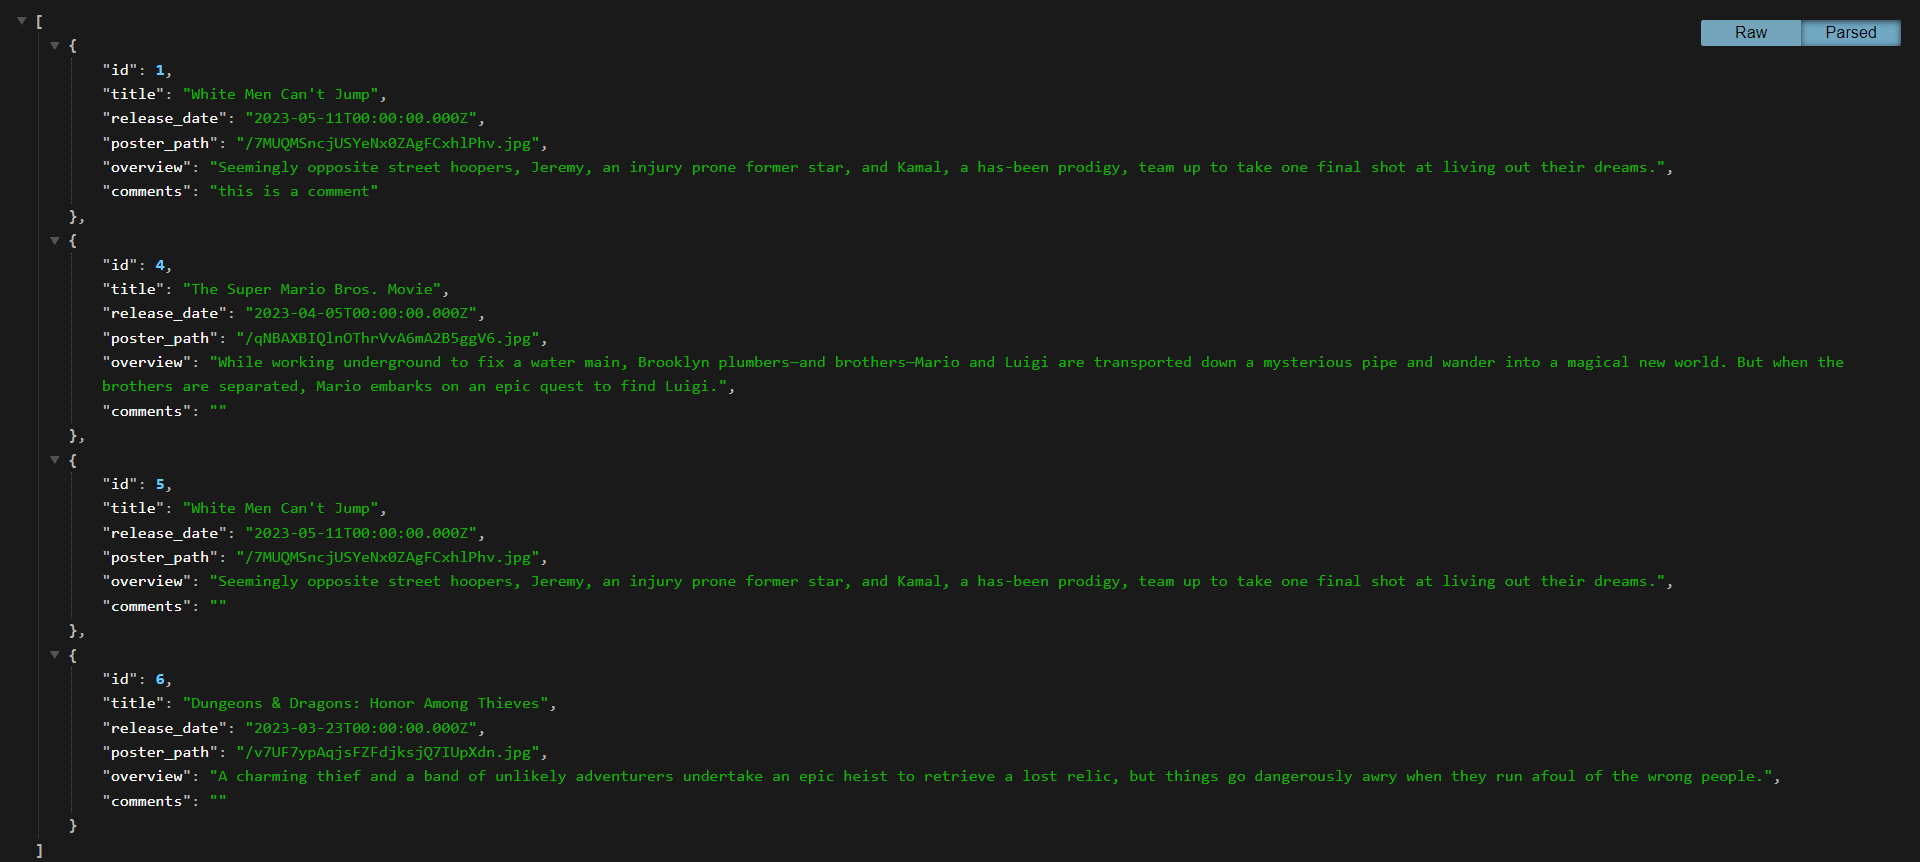 [
Raw Parsed
{
"id": 1,
"title": "White Men Can't Jump",
"release_date": "2023-05-11T00:00:00.000Z",
"poster_path": "/7MUQMSncjUSYeNx0ZAgFCxhlPhv.jpg",
"overview": "Seemingly opposite street hoopers, Jeremy, an injury prone former star, and Kamal, a has-been prodigy, team up to take one final shot at living out their dreams.",
"comments": "this is a comment"
},
{
"id": 4,
"title": "The Super Mario Bros. Movie",
"release_date": "2023-04-05T00:00:00.000Z",
"poster_path": "/qNBAXBIQlnOThrVvA6mA2B5ggV6.jpg",
"overview": "While working underground to fix a water main, Brooklyn plumbers—and brothers—Mario and Luigi are transported down a mysterious pipe and wander into a magical new world. But when the
brothers are separated, Mario embarks on an epic quest to find Luigi.",
"comments": ""
},
{
"id": 5,
"title": "White Men Can't Jump",
"release_date": "2023-05-11T00:00:00.000Z",
"poster_path": "/7MUQMSncjUSYeNx0ZAgFCxhlPhv.jpg",
"overview": "Seemingly opposite street hoopers, Jeremy, an injury prone former star, and Kamal, a has-been prodigy, team up to take one final shot at living out their dreams.",
"comments": ""
},
{
"id": 6,
"title": "Dungeons & Dragons: Honor Among Thieves",
"release_date": "2023-03-23T00:00:00.000Z",
"poster_path": "/v7UF7ypAqjsFZFdjksjQ7IUpXdn.jpg",
"overview": "A charming thief and a band of unlikely adventurers undertake an epic heist to retrieve a lost relic, but things go dangerously awry when they run afoul of the wrong people.",
"comments": ""
}
]